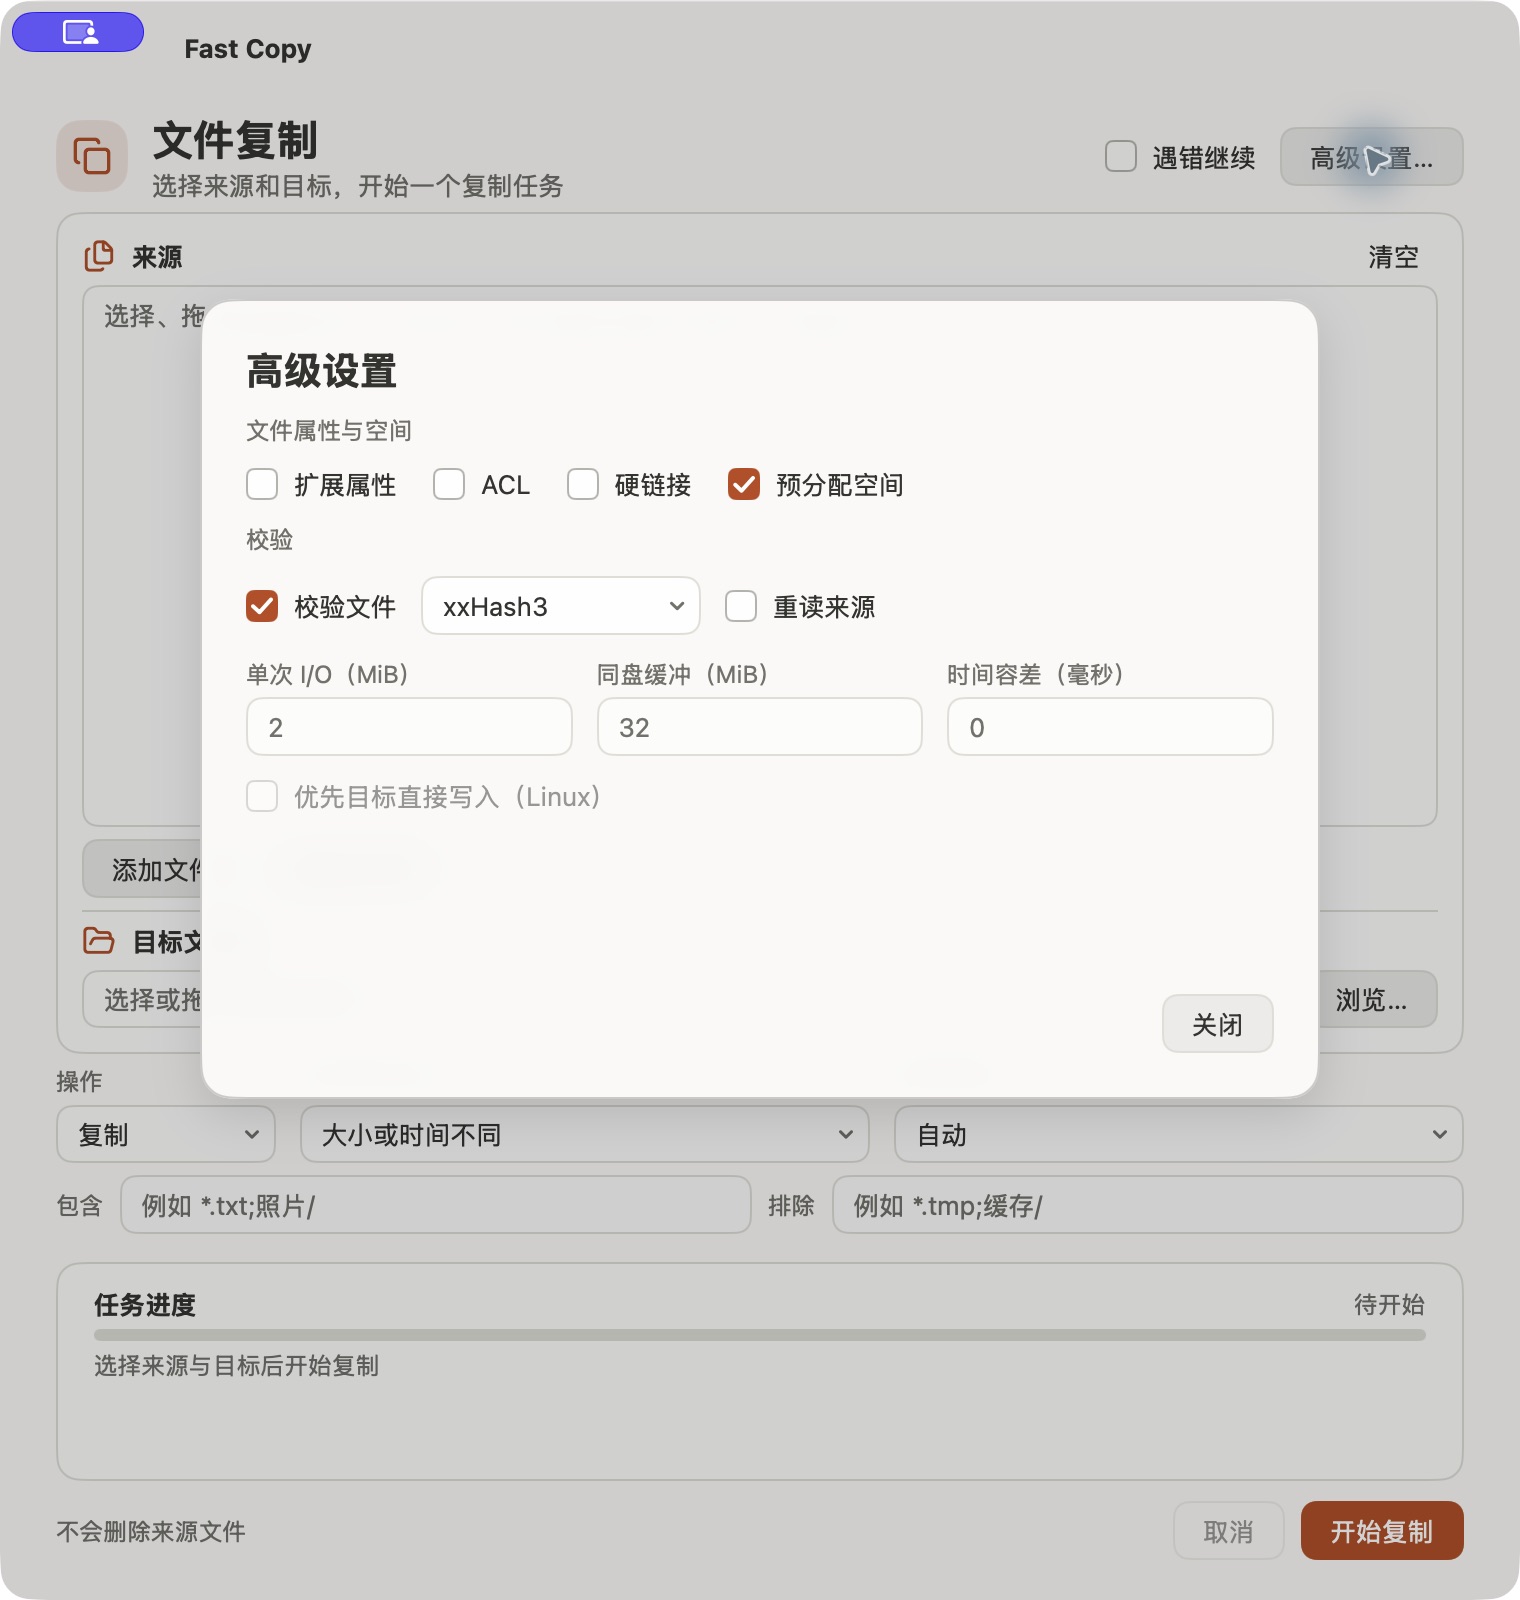 Fast Copy
文件复制
选择来源和目标，开始一个复制任务
遇错继续
高级设置...
来源
清空
选择、拖
高级设置
文件属性与空间
扩展属性 ACL 硬链接 预分配空间
校验
校验文件 xxHash3 重读来源
单次 I/O（MiB） 同盘缓冲（MiB） 时间容差（毫秒）
2 32 0
优先目标直接写入（Linux）
添加文件
目标文
选择或拖
浏览...
关闭
操作
复制 大小或时间不同 自动
包含 例如 *.txt;照片/ 排除 例如 *.tmp;缓存/
任务进度 待开始
选择来源与目标后开始复制
不会删除来源文件
取消 开始复制